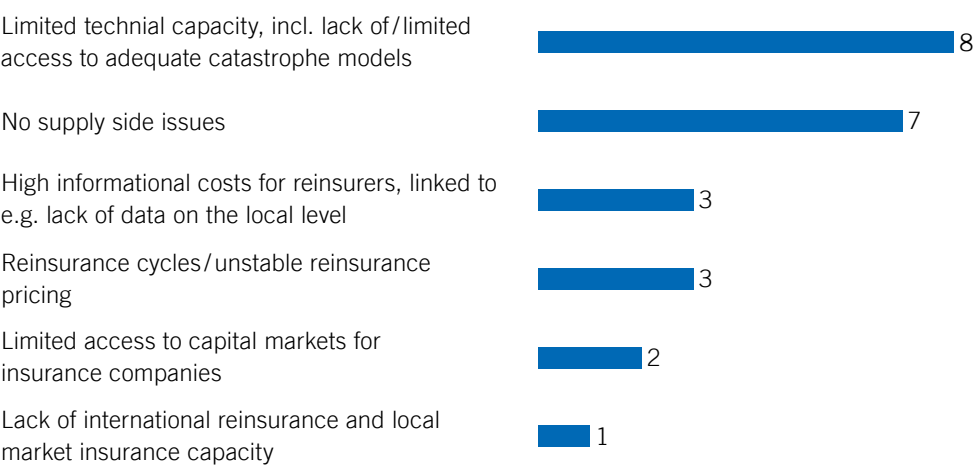 Limited technial capacity, incl. lack of/limited
access to adequate catastrophe models
8
No supply side issues
7
High informational costs for reinsurers, linked to
e.g. lack of data on the local level
3
Reinsurance cycles/unstable reinsurance
pricing
3
Limited access to capital markets for
insurance companies
2
Lack of international reinsurance and local
market insurance capacity
1